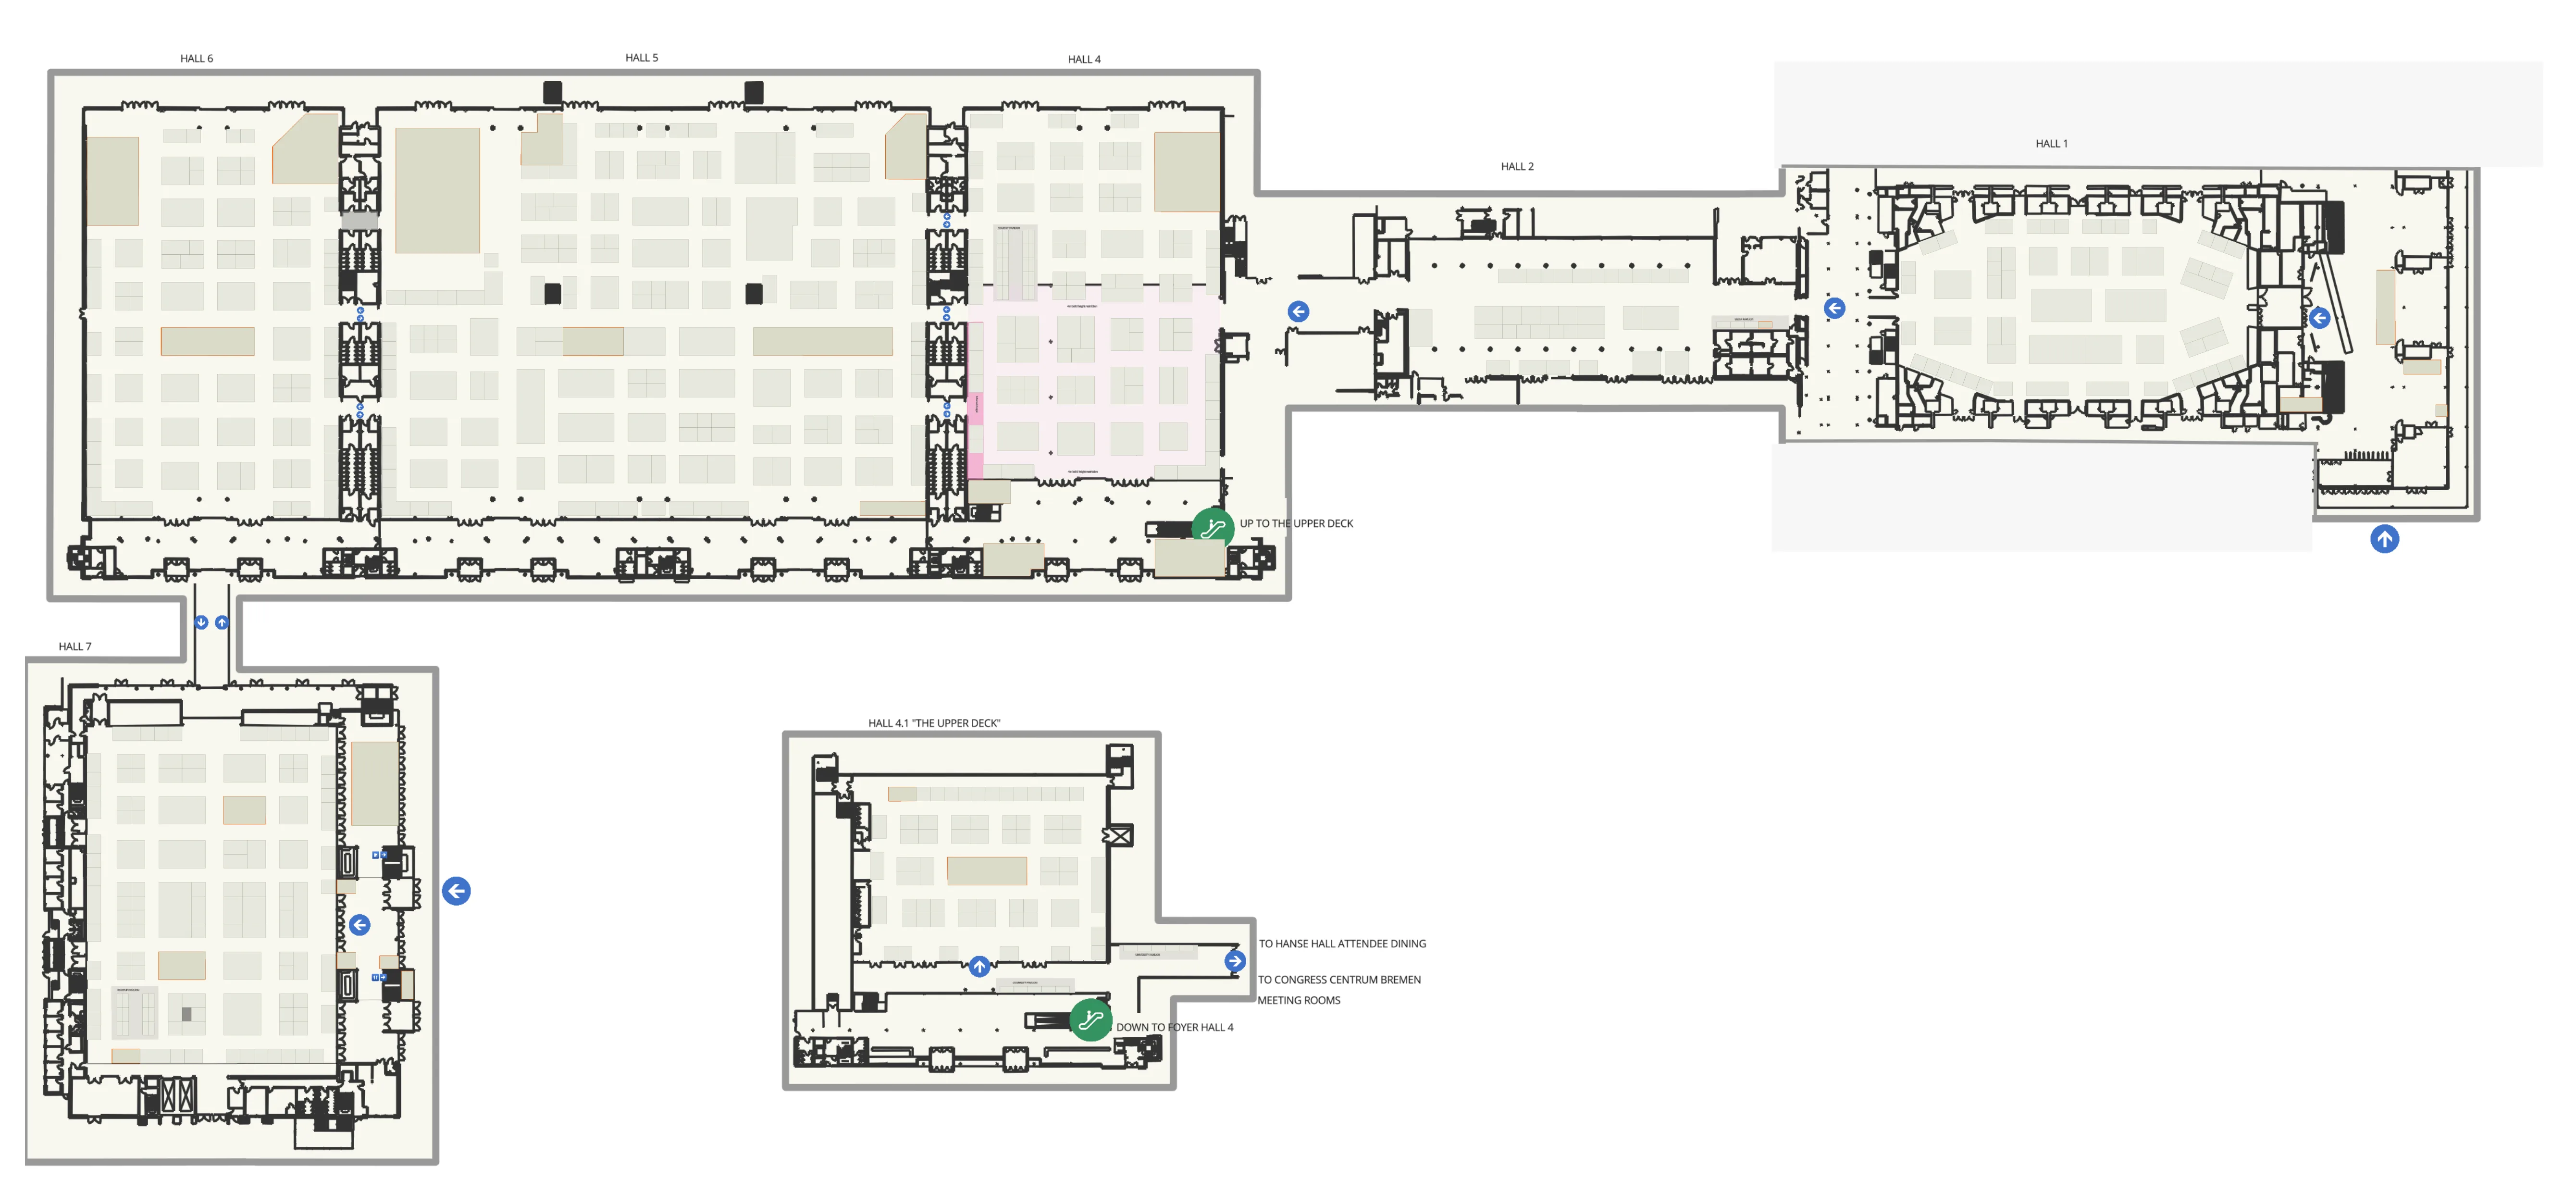 HALL 6
HALL 5
HALL 4
HALL 2
HALL 1
UP TO THE UPPER DECK
HALL 7
HALL 4.1 "THE UPPER DECK"
TO HANSE HALL ATTENDEE DINING
TO CONGRESS CENTRUM BREMEN
MEETING ROOMS
DOWN TO FOYER HALL 4